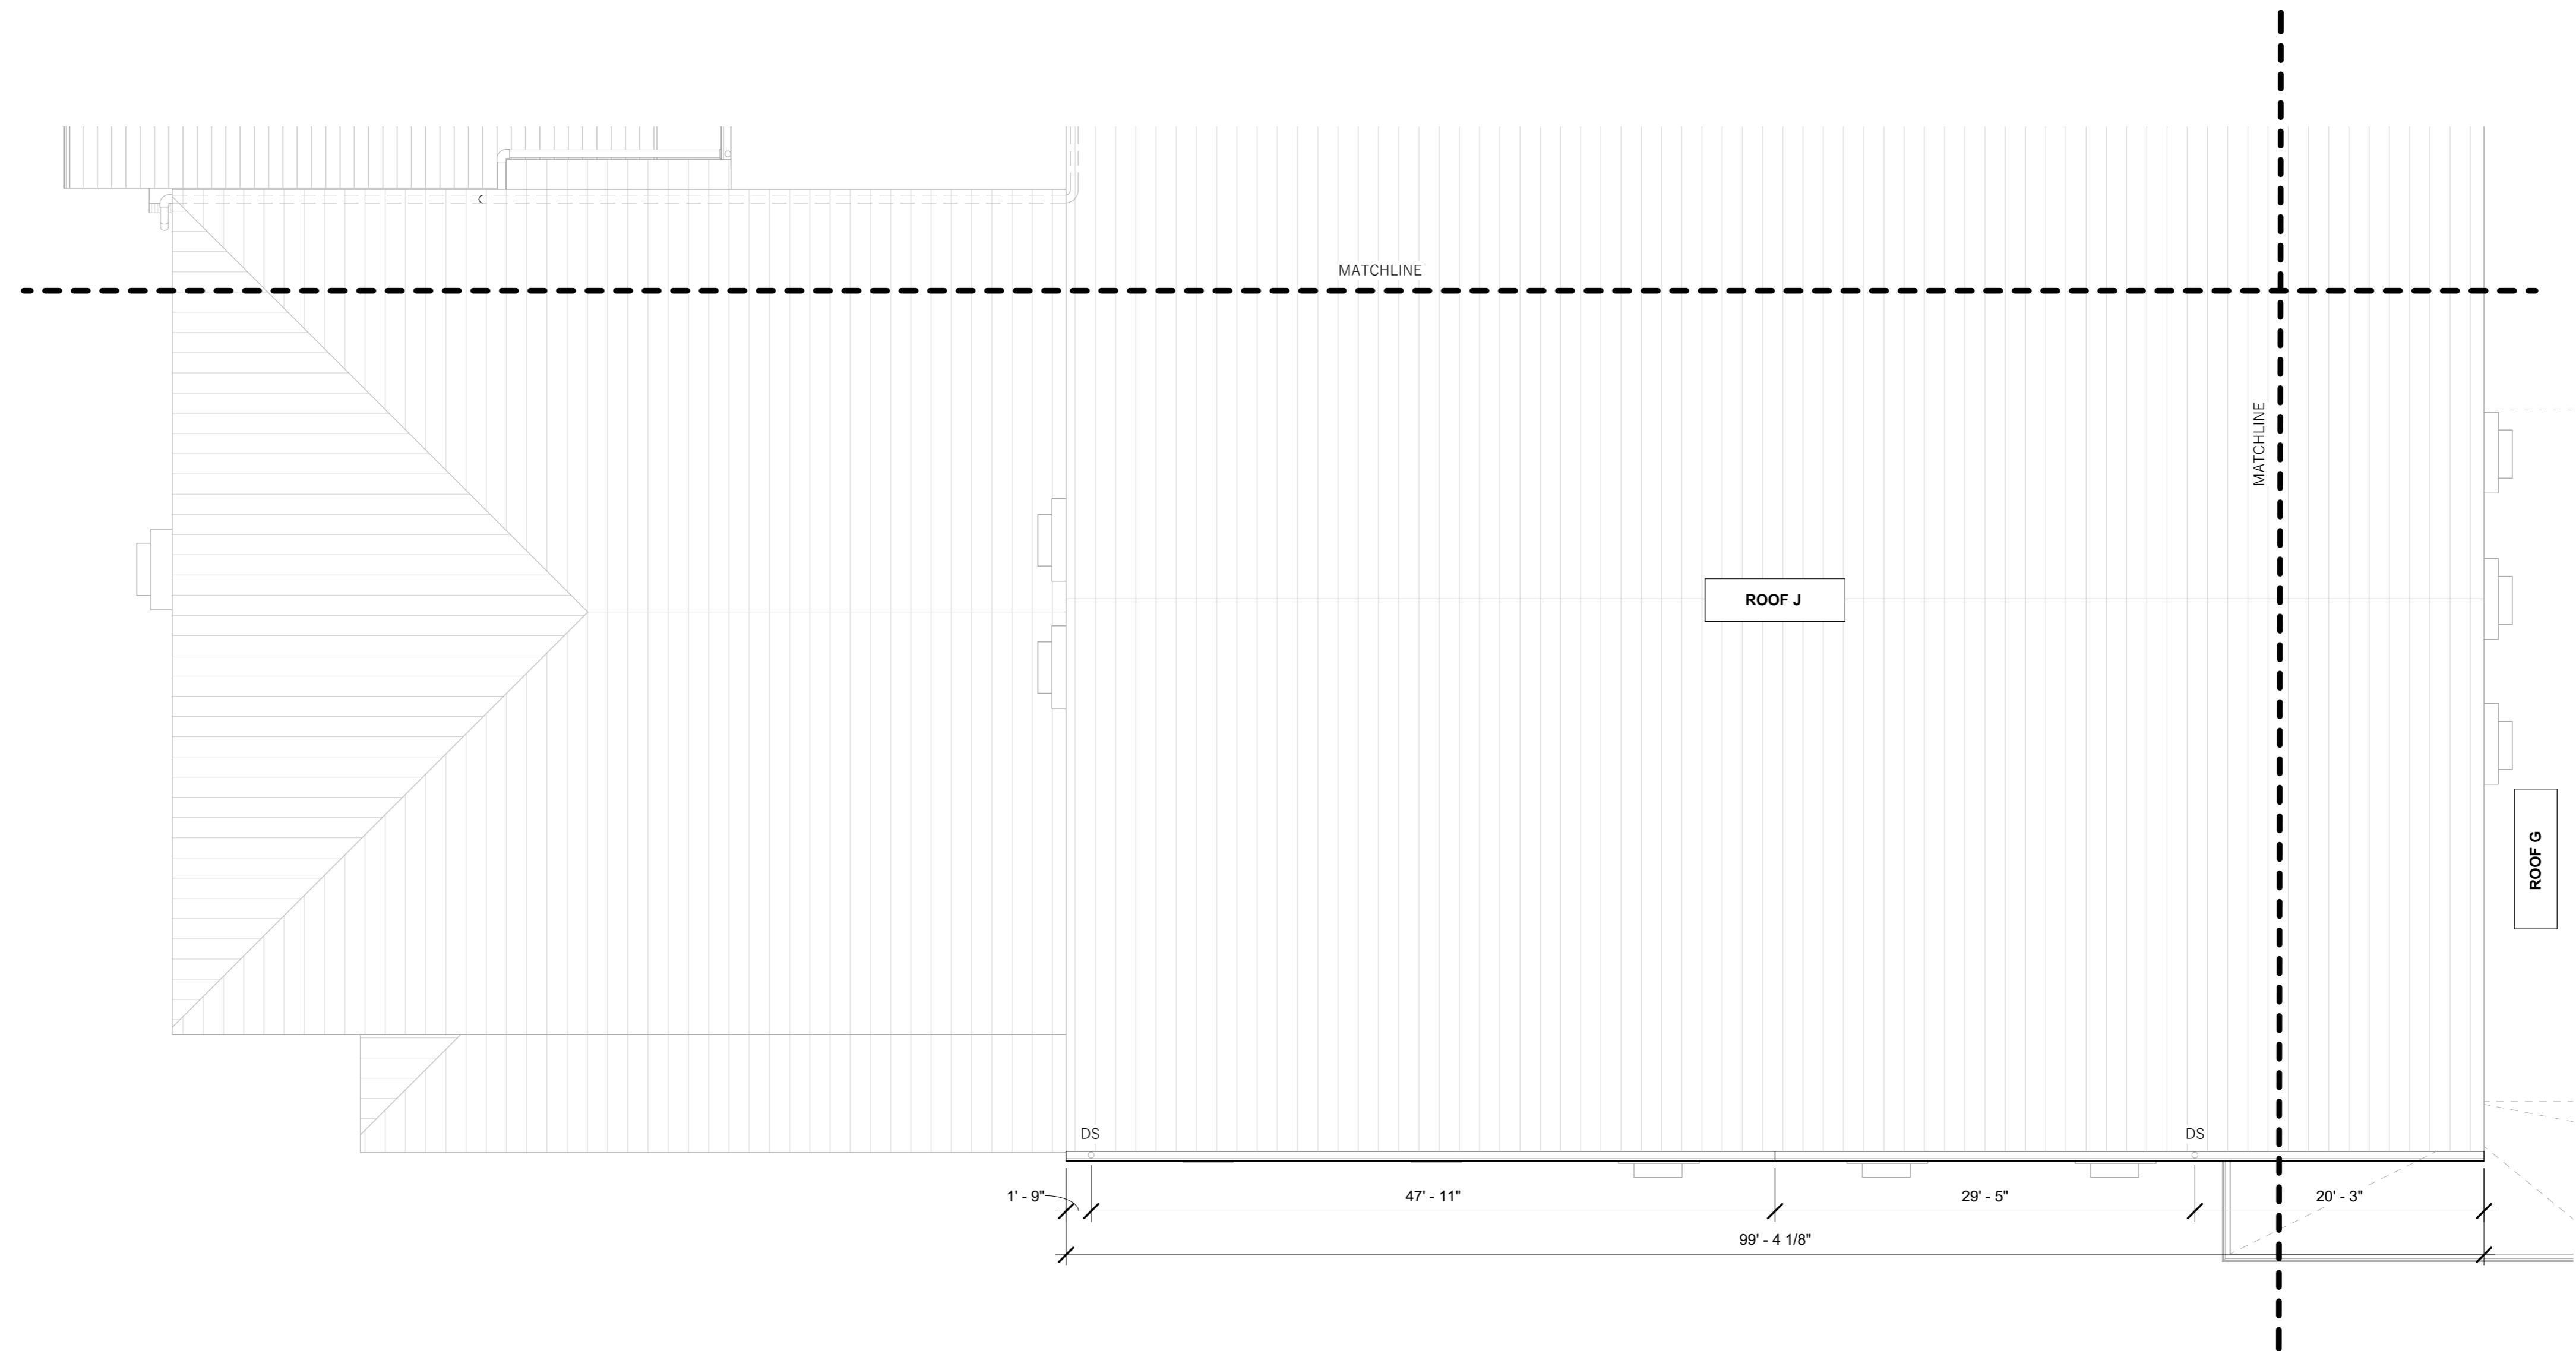 MATCHLINE
MATCHLINE
ROOF J
ROOF G
DS
DS
1' - 9"
47' - 11"
29' - 5"
20' - 3"
99' - 4 1/8"